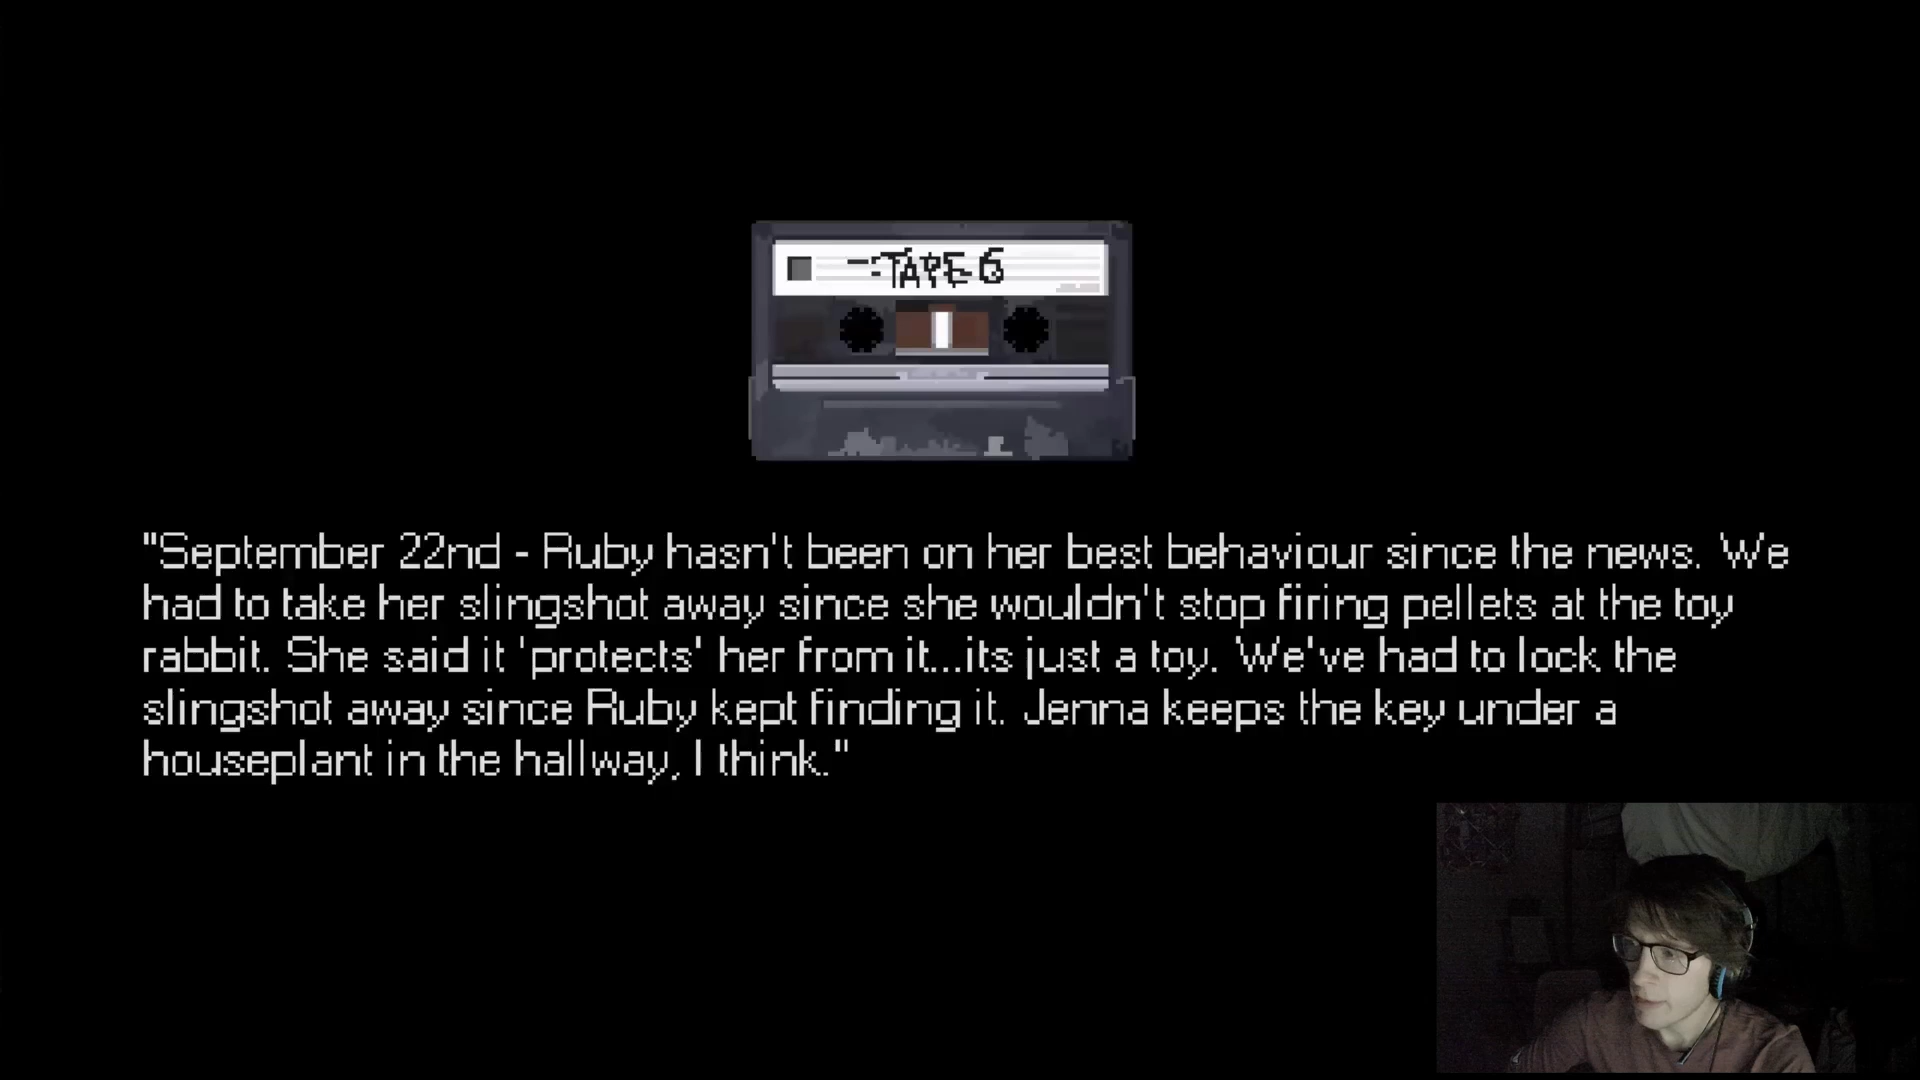 TAPE 6
"September 22nd - Ruby hasn't been on her best behaviour since the news. We
had to take her slingshot away since she wouldn't stop firing pellets at the toy
rabbit. She said it 'protects' her from it...its just a toy. We've had to lock the
slingshot away since Ruby kept finding it. Jenna keeps the key under a
houseplant in the hallway, I think."